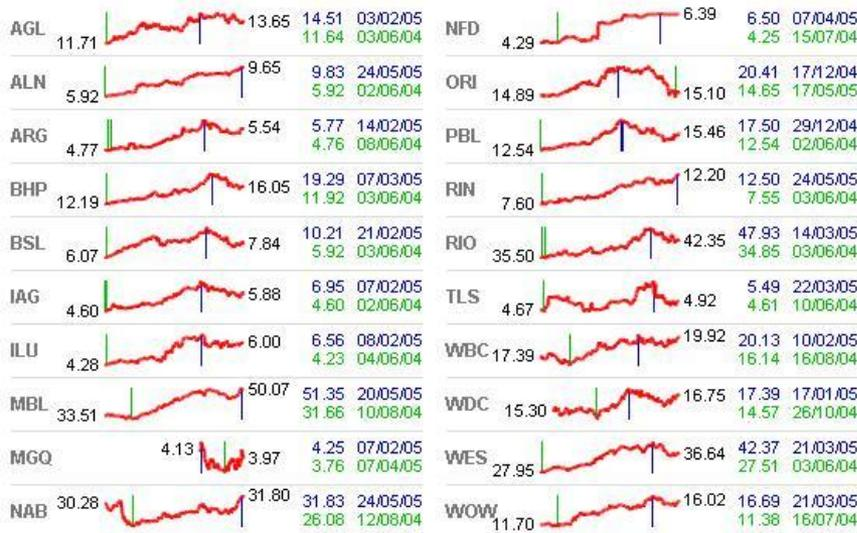 AGL 11.71 13.65 14.51 03/02/05
11.64 03/06/04
ALN 5.92 9.65 9.83 24/05/05
5.92 02/06/04
ARG 4.77 5.54 5.77 14/02/05
4.76 08/06/04
BHP 12.19 16.05 19.29 07/03/05
11.92 03/06/04
BSL 6.07 7.84 10.21 21/02/05
5.92 03/06/04
IAG 4.60 5.88 6.95 07/02/05
4.60 02/06/04
ILU 4.28 6.00 6.56 08/02/05
4.23 04/06/04
MBL 33.51 50.07 51.35 20/05/05
31.66 10/08/04
MGQ 4.13 3.97 4.25 07/02/05
3.76 07/04/05
NAB 30.28 31.80 31.83 24/05/05
26.08 12/08/04
NFD 4.29 6.39 6.50 07/04/05
4.25 15/07/04
ORI 14.89 15.10 20.41 17/12/04
14.65 17/05/05
PBL 12.54 15.46 17.50 29/12/04
12.54 02/06/04
RIN 7.60 12.20 12.50 24/05/05
7.55 03/06/04
RIO 35.50 42.35 47.93 14/03/05
34.85 03/06/04
TLS 4.67 4.92 5.49 22/03/05
4.61 10/06/04
WBC 17.39 19.92 20.13 10/02/05
16.14 16/08/04
WDC 15.30 16.75 17.39 17/01/05
14.57 26/10/04
WES 27.95 36.64 42.37 21/03/05
27.51 03/06/04
WOW 11.70 16.02 16.69 21/03/05
11.38 16/07/04